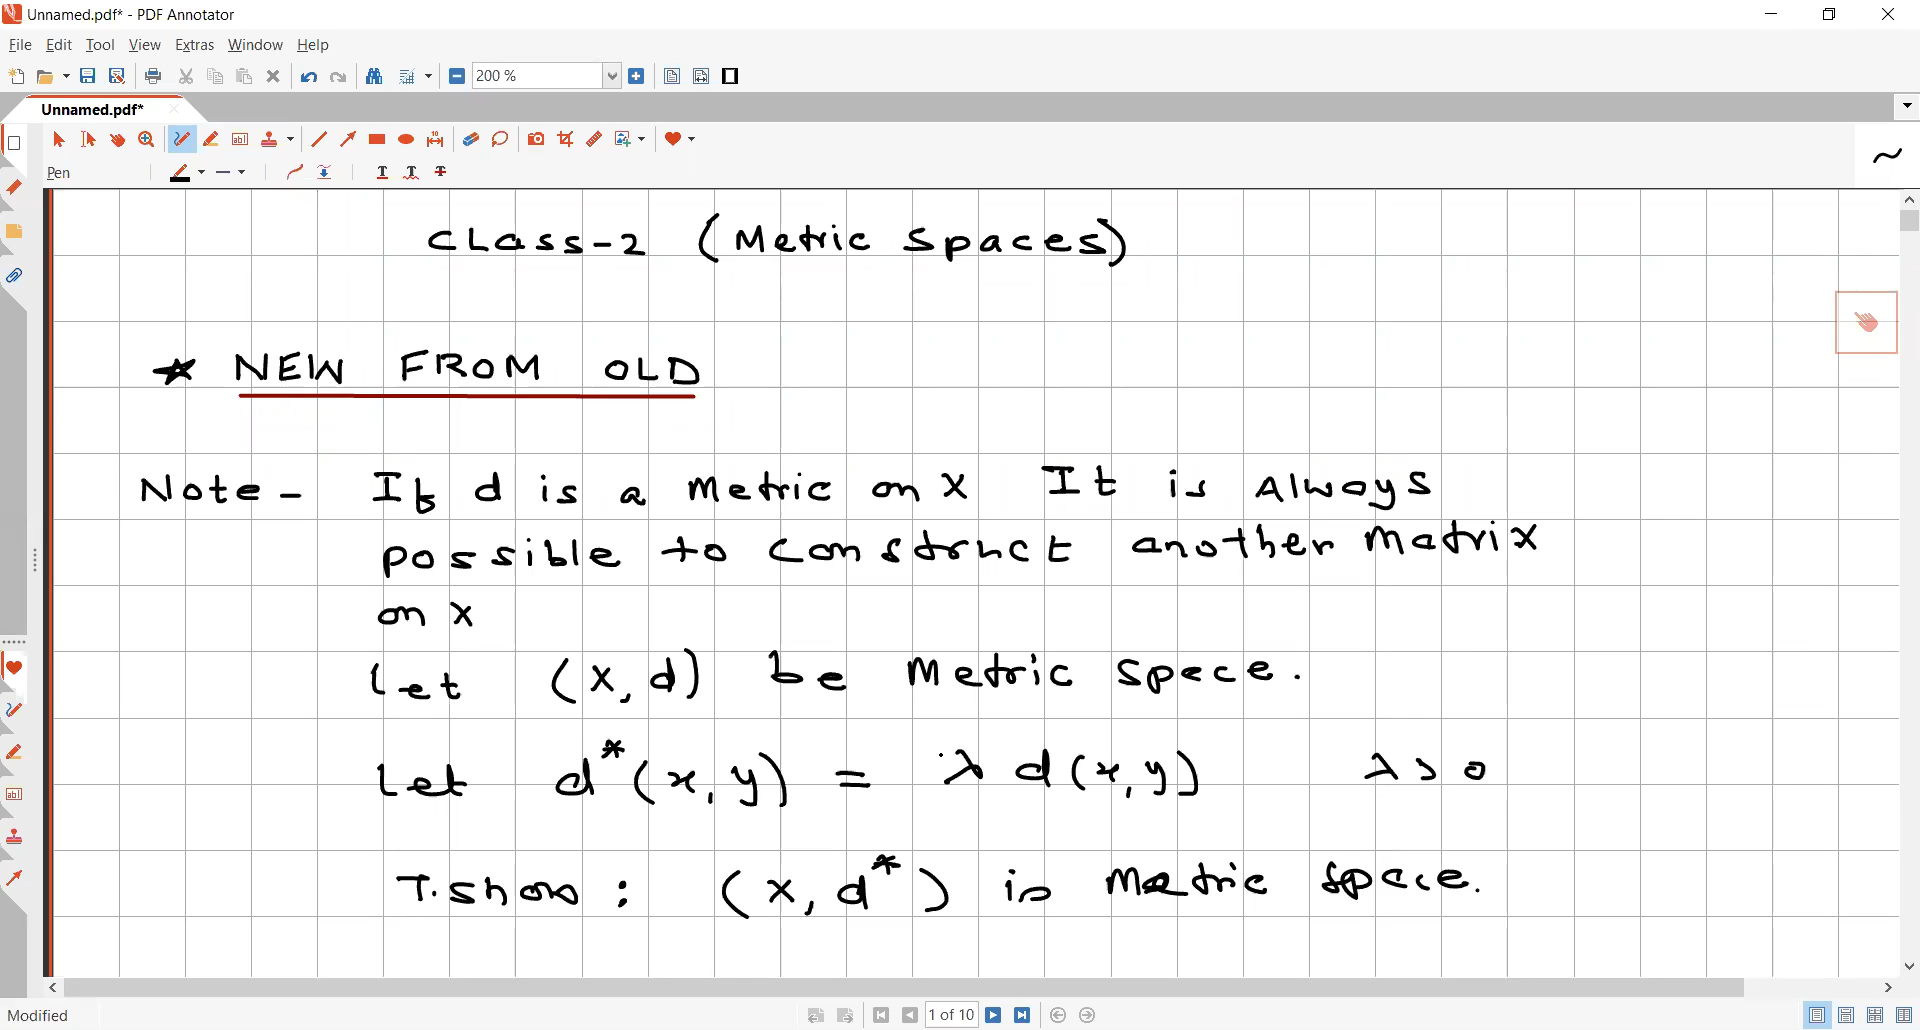 Unnamed.pdf* - PDF Annotator
File Edit Tool View Extras Window Help
200 %
Unnamed.pdf*
Pen
CLass-2 (Metric Spaces)
★ NEW FROM OLD
Note - If d is a Metric on X It is Always
possible to construct another Matrix
on X
Let (X, d) be Metric Spece.
Let d*(x, y) = λ d(x, y) λ > 0
T. show : (X, d*) is Metric space.
Modified
1 of 10